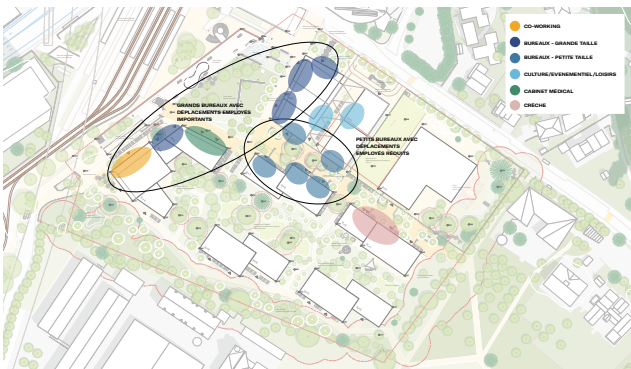 CO-WORKING
BUREAUX - GRANDE TAILLE
BUREAUX - PETITE TAILLE
CULTURE/EVENEMENTIEL/LOISIRS
CABINET MÉDICAL
CRÈCHE
GRANDS BUREAUX AVEC
DÉPLACEMENTS EMPLOYÉS
IMPORTANTS
PETITS BUREAUX AVEC
DÉPLACEMENTS
EMPLOYÉS RÉDUITS